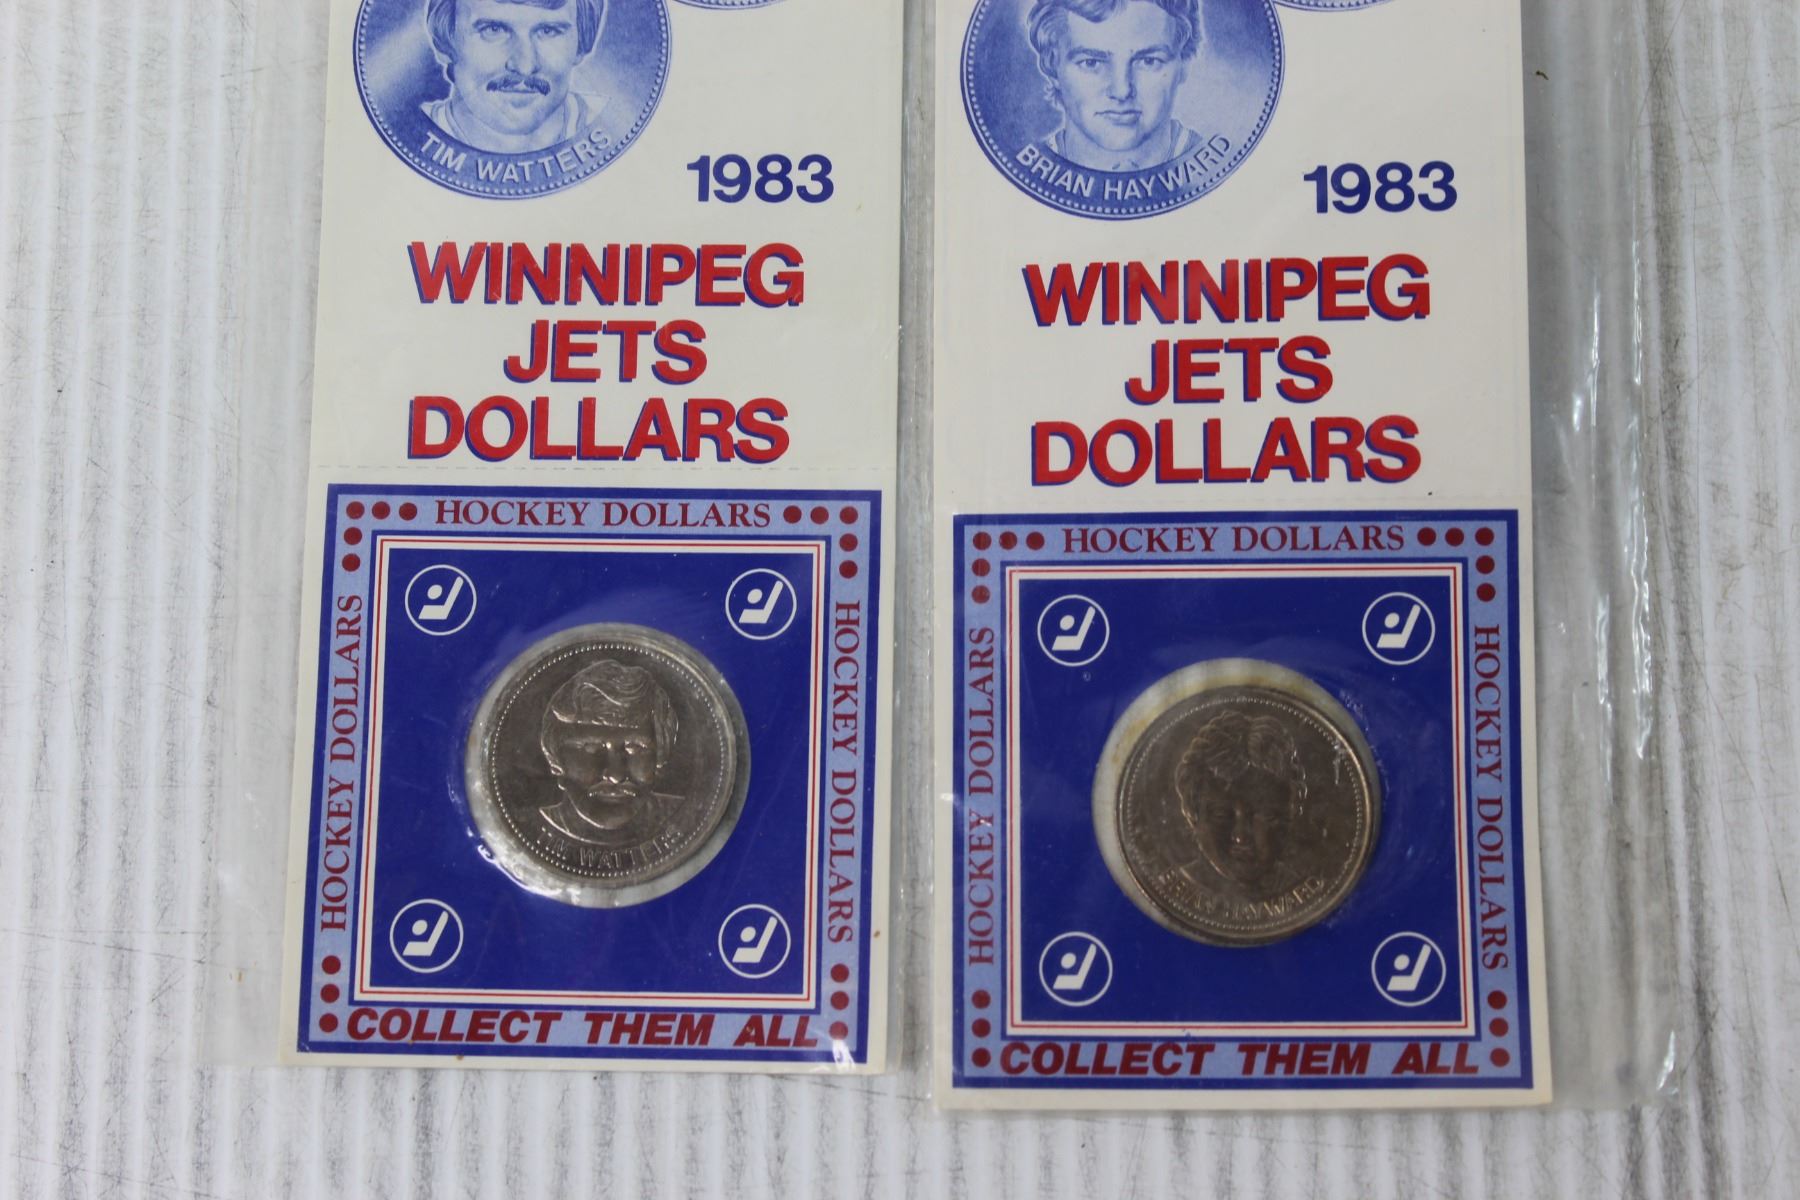 TIM WATTERS
1983
WINNIPEG
JETS
DOLLARS
HOCKEY DOLLARS
HOCKEY DOLLARS
HOCKEY DOLLARS
TIM WATTERS
COLLECT THEM ALL
BRIAN HAYWARD
1983
WINNIPEG
JETS
DOLLARS
HOCKEY DOLLARS
HOCKEY DOLLARS
HOCKEY DOLLARS
BRIAN HAYWARD
COLLECT THEM ALL